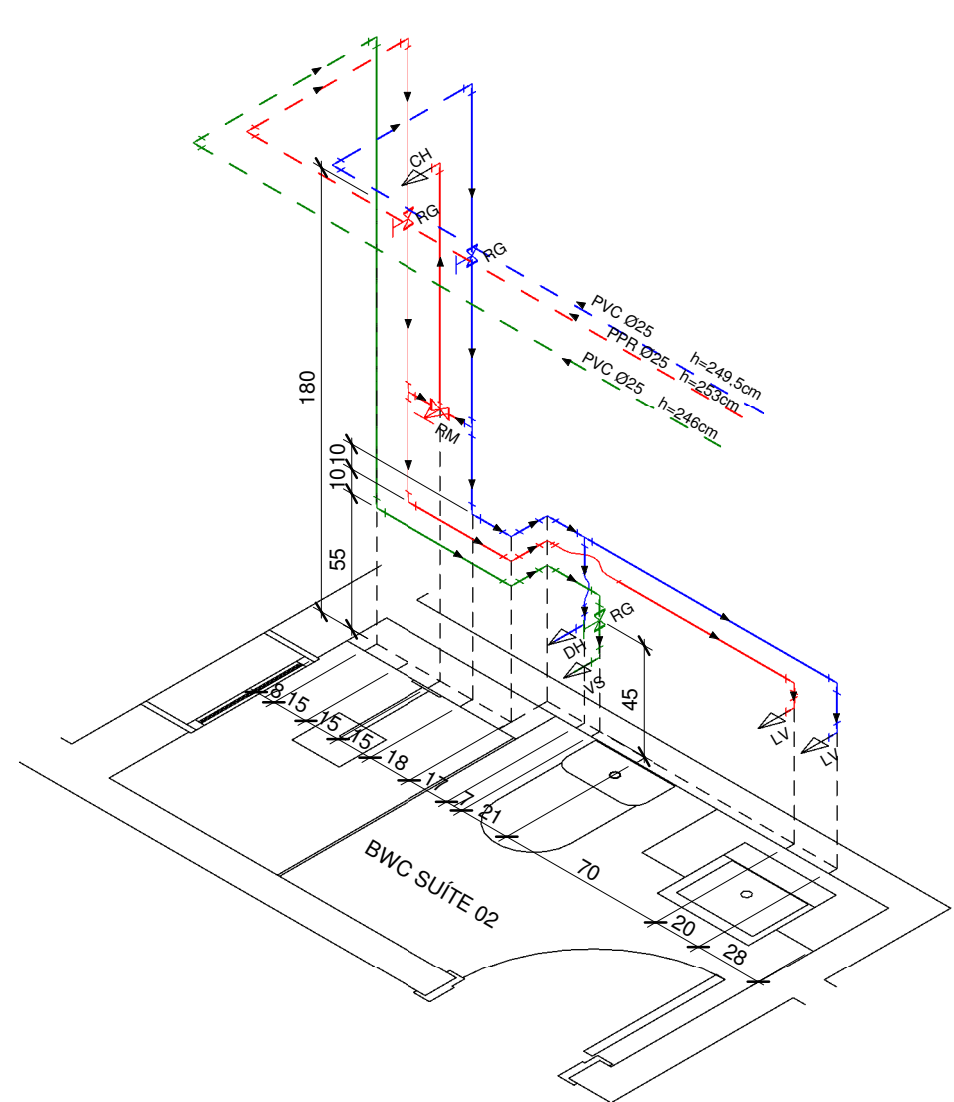 CH
RG
RG
PVC Ø25
h=249.5cm
PPR Ø25
h=253cm
PVC Ø25
h=246cm
180
RM
10
10
55
RG
DH
VS
45
LV
LV
8
15
15
15
18
17
7
21
70
20
28
BWC SUÍTE 02